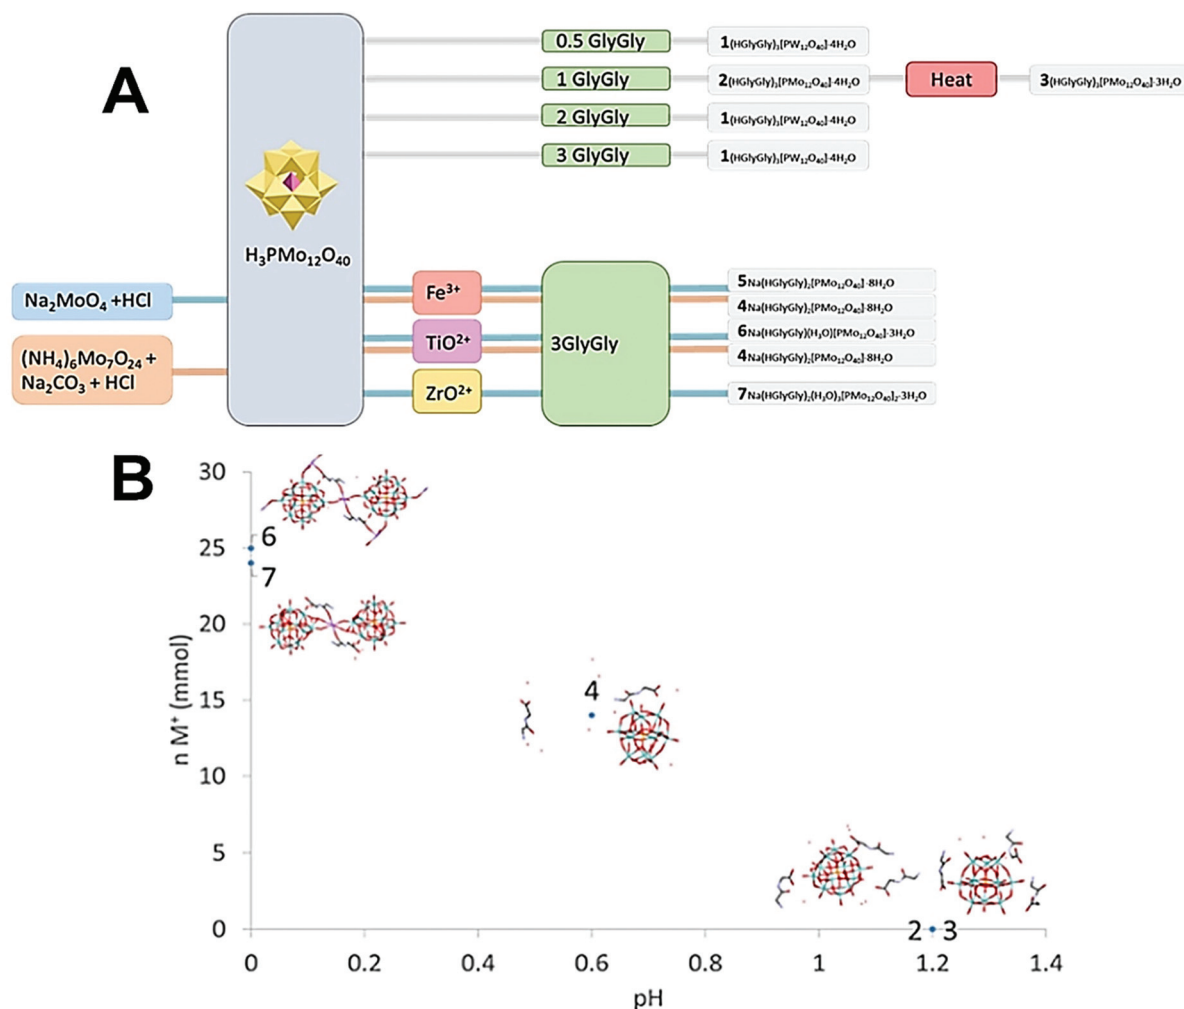 A
H₃PMo₁₂O₄₀
0.5 GlyGly
1(HGlyGly)₃[PW₁₂O₄₀]·4H₂O
1 GlyGly
2(HGlyGly)₃[PMo₁₂O₄₀]·4H₂O
Heat
3(HGlyGly)₃[PMo₁₂O₄₀]·3H₂O
2 GlyGly
1(HGlyGly)₃[PW₁₂O₄₀]·4H₂O
3 GlyGly
1(HGlyGly)₃[PW₁₂O₄₀]·4H₂O
Na₂MoO₄ +HCl
(NH₄)₆Mo₇O₂₄ +
Na₂CO₃ + HCl
Fe³⁺
TiO²⁺
ZrO²⁺
3GlyGly
5Na(HGlyGly)₂[PMo₁₂O₄₀]·8H₂O
4Na(HGlyGly)₂[PMo₁₂O₄₀]·8H₂O
6Na(HGlyGly)(H₃O)[PMo₁₂O₄₀]·3H₂O
4Na(HGlyGly)₂[PMo₁₂O₄₀]·8H₂O
7Na(HGlyGly)₂(H₃O)₃[PMo₁₂O₄₀]₂·3H₂O
B
n M⁺ (mmol)
30
25
20
15
10
5
0
6
7
4
2
3
0
0.2
0.4
0.6
0.8
1
1.2
1.4
pH